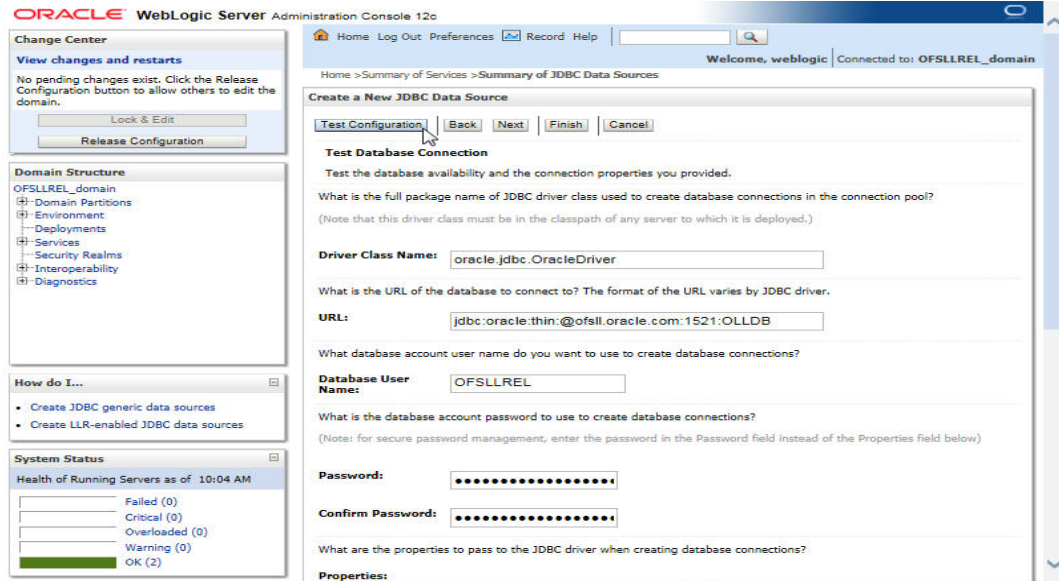 ORACLE WebLogic Server Administration Console 12c
Change Center
View changes and restarts
No pending changes exist. Click the Release
Configuration button to allow others to edit the
domain.
Lock & Edit
Release Configuration
Domain Structure
OFSLLREL_domain
Domain Partitions
Environment
Deployments
Services
Security Realms
Interoperability
Diagnostics
How do I...
Create JDBC generic data sources
Create LLR-enabled JDBC data sources
System Status
Health of Running Servers as of 10:04 AM
Failed (0)
Critical (0)
Overloaded (0)
Warning (0)
OK (2)
Home Log Out Preferences Record Help
Welcome, weblogic Connected to: OFSLLREL_domain
Home >Summary of Services >Summary of JDBC Data Sources
Create a New JDBC Data Source
Test Configuration Back Next Finish Cancel
Test Database Connection
Test the database availability and the connection properties you provided.
What is the full package name of JDBC driver class used to create database connections in the connection pool?
(Note that this driver class must be in the classpath of any server to which it is deployed.)
Driver Class Name: oracle.jdbc.OracleDriver
What is the URL of the database to connect to? The format of the URL varies by JDBC driver.
URL: jdbc:oracle:thin:@ofsll.oracle.com:1521:OLLDB
What database account user name do you want to use to create database connections?
Database User
Name: OFSLLREL
What is the database account password to use to create database connections?
(Note: for secure password management, enter the password in the Password field instead of the Properties field below)
Password:
Confirm Password:
What are the properties to pass to the JDBC driver when creating database connections?
Properties: